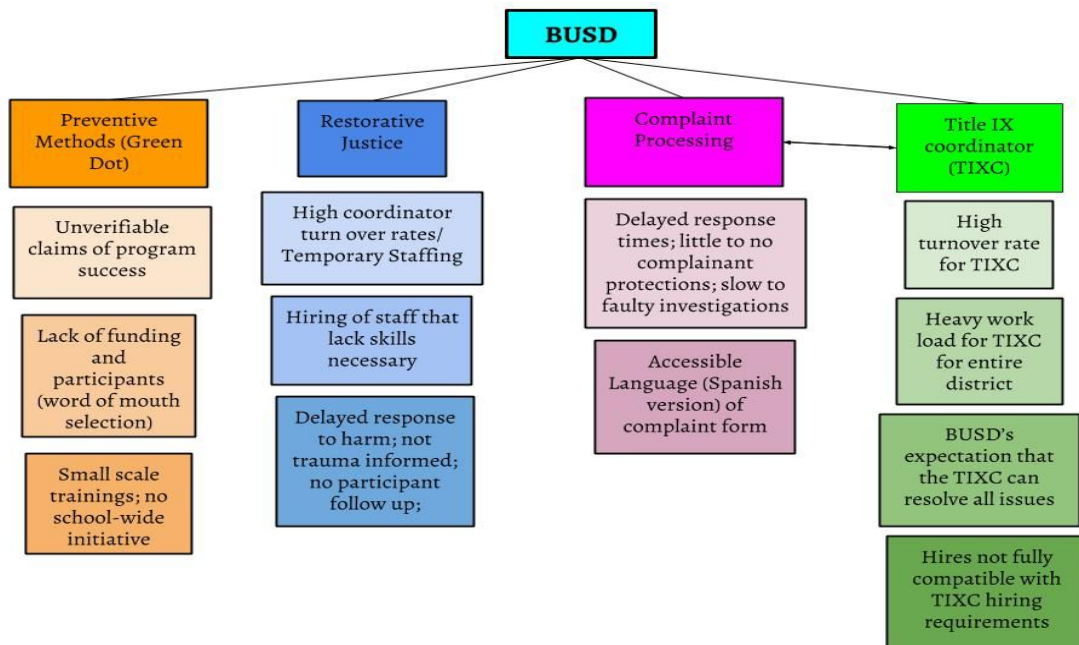 BUSD
Preventive
Methods (Green
Dot)
Unverifiable
claims of program
success
Lack of funding
and
participants
(word of mouth
selection)
Small scale
trainings; no
school-wide
initiative
Restorative
Justice
High coordinator
turn over rates/
Temporary Staffing
Hiring of staff that
lack skills
necessary
Delayed response
to harm; not
trauma informed;
no participant
follow up;
Complaint
Processing
Delayed response
times; little to no
complainant
protections; slow to
faulty investigations
Accessible
Language (Spanish
version) of
complaint form
Title IX
coordinator
(TIXC)
High
turnover rate
for TIXC
Heavy work
load for TIXC
for entire
district
BUSD’s
expectation that
the TIXC can
resolve all issues
Hires not fully
compatible with
TIXC hiring
requirements